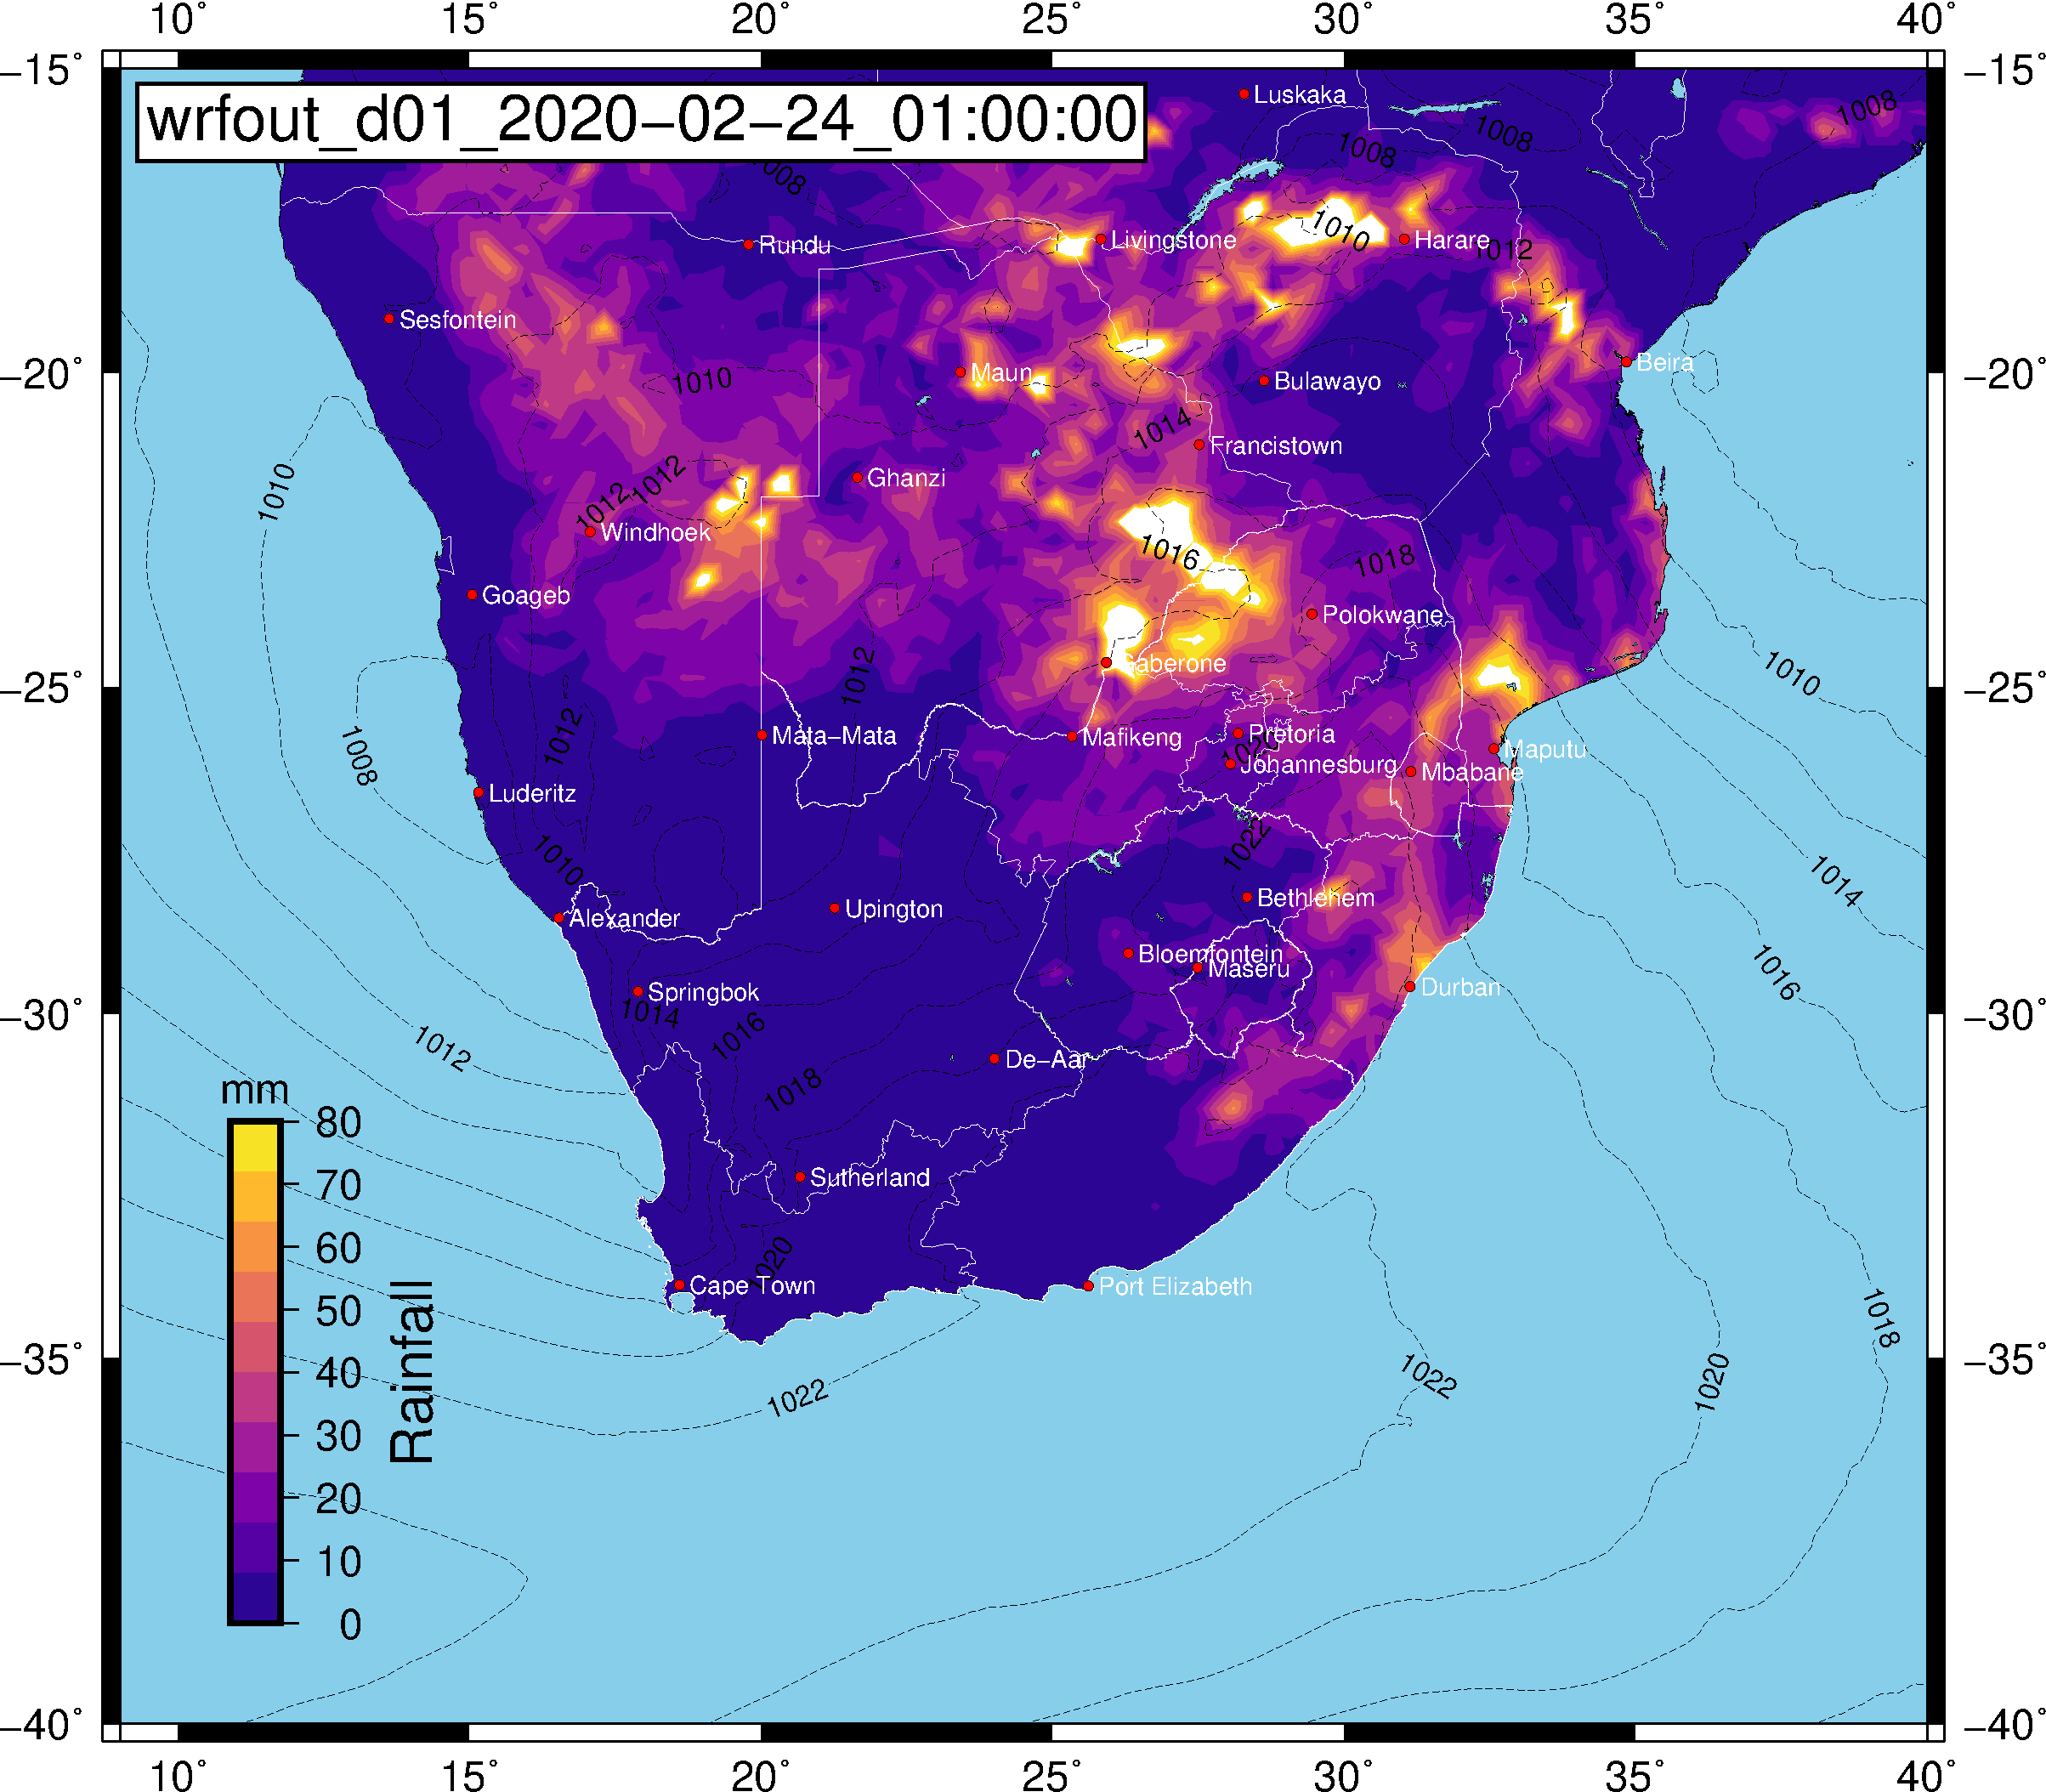 10° 15° 20° 25° 30° 35° 40°
−15° −15°
wrfout_d01_2020−02−24_01:00:00
Luskaka
1008
1008
1008
1008
1010
Rundu
Livingstone
Harare
1012
Sesfontein
Beira
−20° −20°
Maun
1010
Bulawayo
1014
Francistown
1010
1012
1012
Ghanzi
Windhoek
1016
1018
Goageb
Polokwane
Gaberone
1010
−25° −25°
1012
1012
1008
Mata−Mata
Mafikeng
Pretoria
1020
Johannesburg
Maputu
Mbabane
Luderitz
1010
1022
1014
Alexander
Upington
Bethlehem
Bloemfontein
Maseru
1016
Springbok
Durban
1014
−30° −30°
1016
1012
De−Aar
1018
mm
80
70
60
50
40
30
20
10
0
Rainfall
Sutherland
1020
Cape Town
Port Elizabeth
1018
−35° −35°
1022
1022
1020
−40° −40°
10° 15° 20° 25° 30° 35° 40°